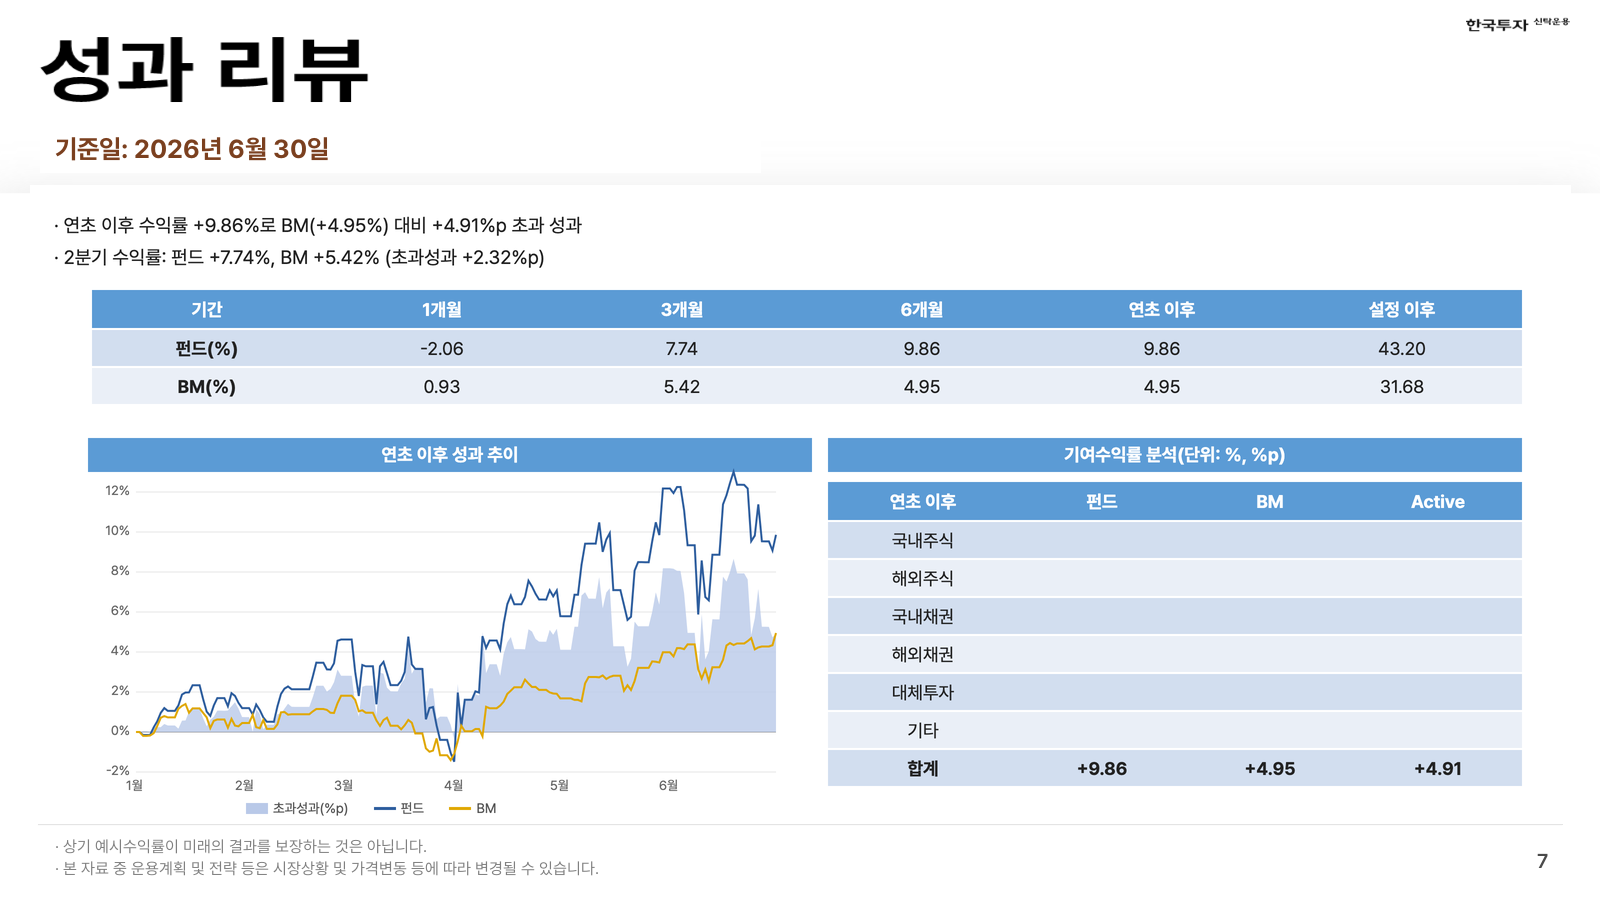 한국투자 신탁운용
성과 리뷰
기준일: 2026년 6월 30일
· 연초 이후 수익률 +9.86%로 BM(+4.95%) 대비 +4.91%p 초과 성과
· 2분기 수익률: 펀드 +7.74%, BM +5.42% (초과성과 +2.32%p)
기간 1개월 3개월 6개월 연초 이후 설정 이후
펀드(%) -2.06 7.74 9.86 9.86 43.20
BM(%) 0.93 5.42 4.95 4.95 31.68
연초 이후 성과 추이
12%
10%
8%
6%
4%
2%
0%
-2%
1월 2월 3월 4월 5월 6월
초과성과(%p) 펀드 BM
기여수익률 분석(단위: %, %p)
연초 이후 펀드 BM Active
국내주식
해외주식
국내채권
해외채권
대체투자
기타
합계 +9.86 +4.95 +4.91
· 상기 예시수익률이 미래의 결과를 보장하는 것은 아닙니다.
· 본 자료 중 운용계획 및 전략 등은 시장상황 및 가격변동 등에 따라 변경될 수 있습니다.
7